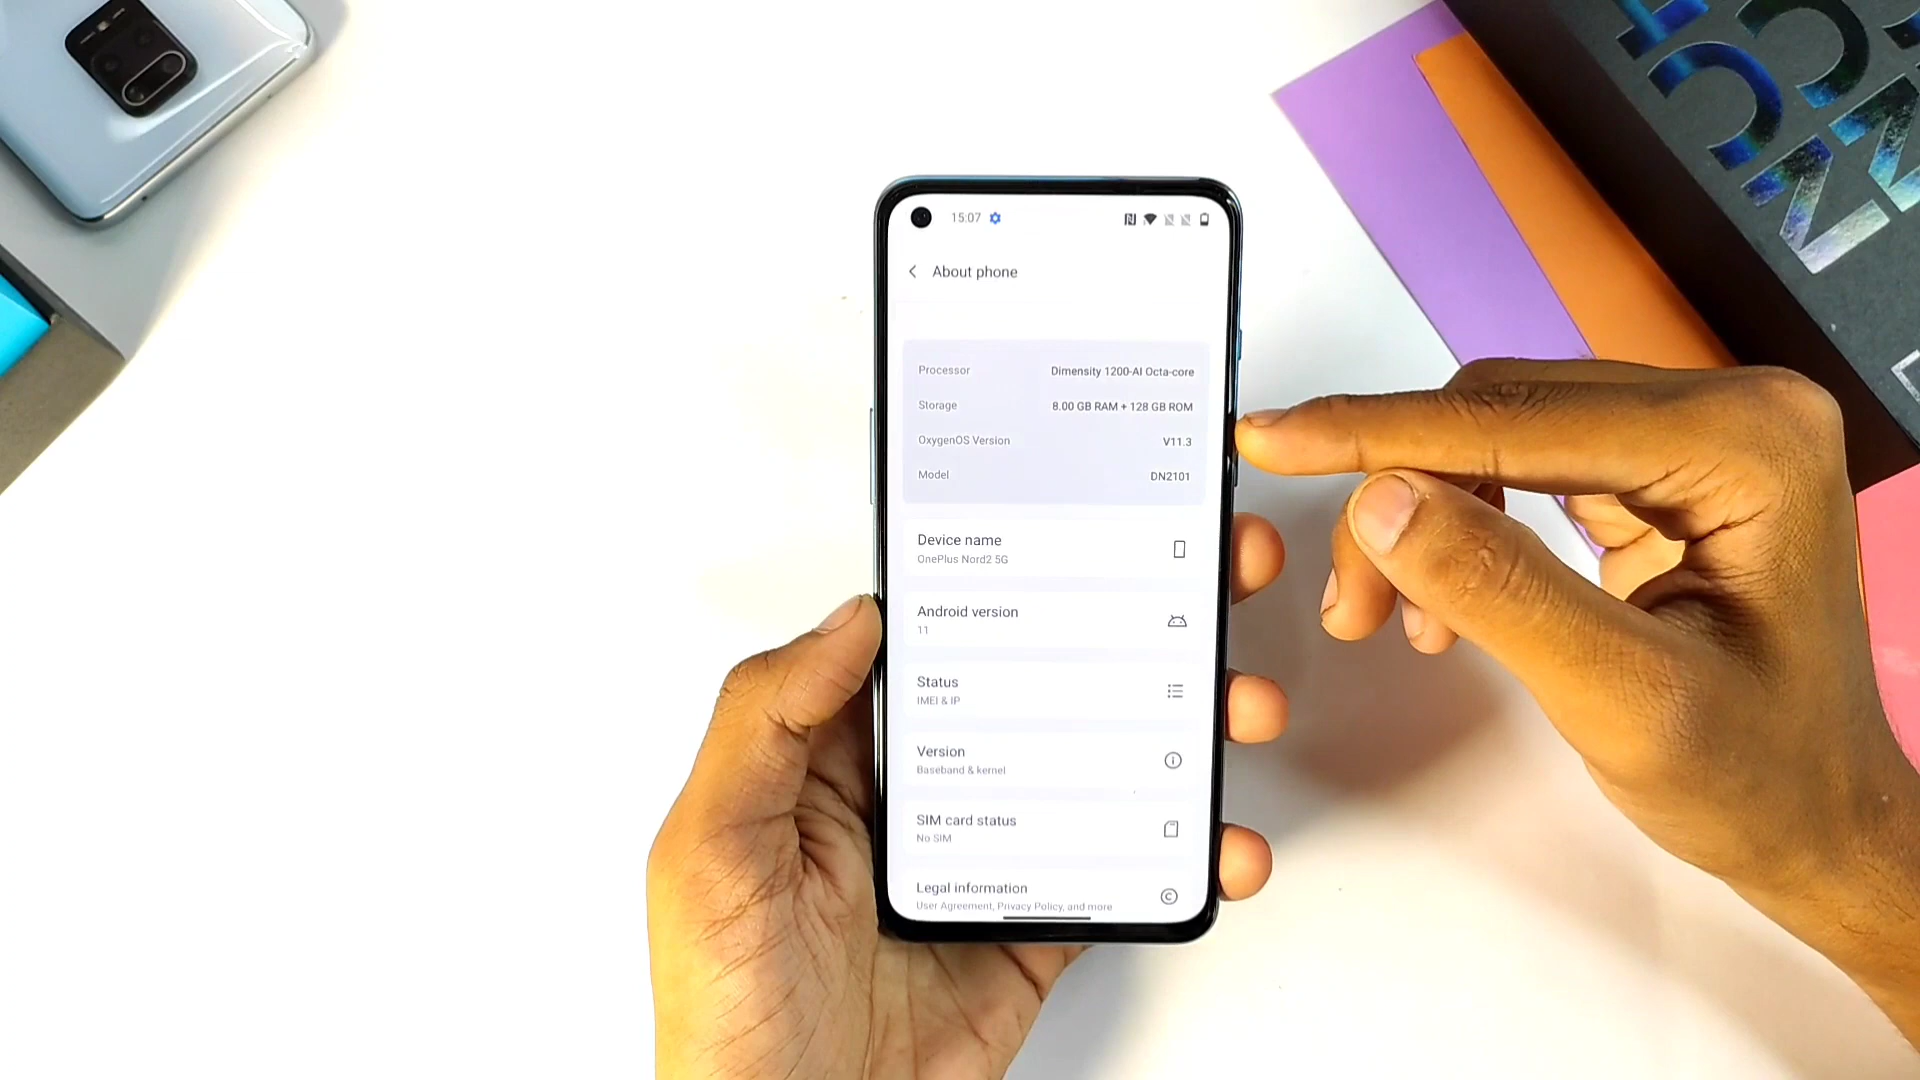 15:07
About phone
Processor Dimensity 1200-AI Octa-core
Storage 8.00 GB RAM + 128 GB ROM
OxygenOS Version V11.3
Model DN2101
Device name
OnePlus Nord2 5G
Android version
11
Status
IMEI & IP
Version
Baseband & kernel
SIM card status
No SIM
Legal information
User Agreement, Privacy Policy, and more